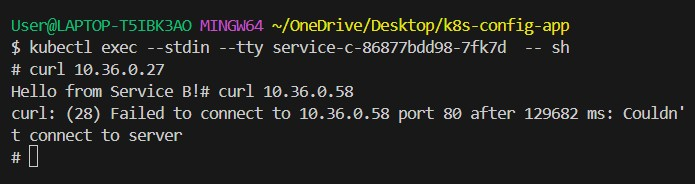 User@LAPTOP-T5IBK3AO MINGW64 ~/OneDrive/Desktop/k8s-config-app
$ kubectl exec --stdin --tty service-c-86877bdd98-7fk7d  -- sh
# curl 10.36.0.27
Hello from Service B!# curl 10.36.0.58
curl: (28) Failed to connect to 10.36.0.58 port 80 after 129682 ms: Couldn'
t connect to server
#